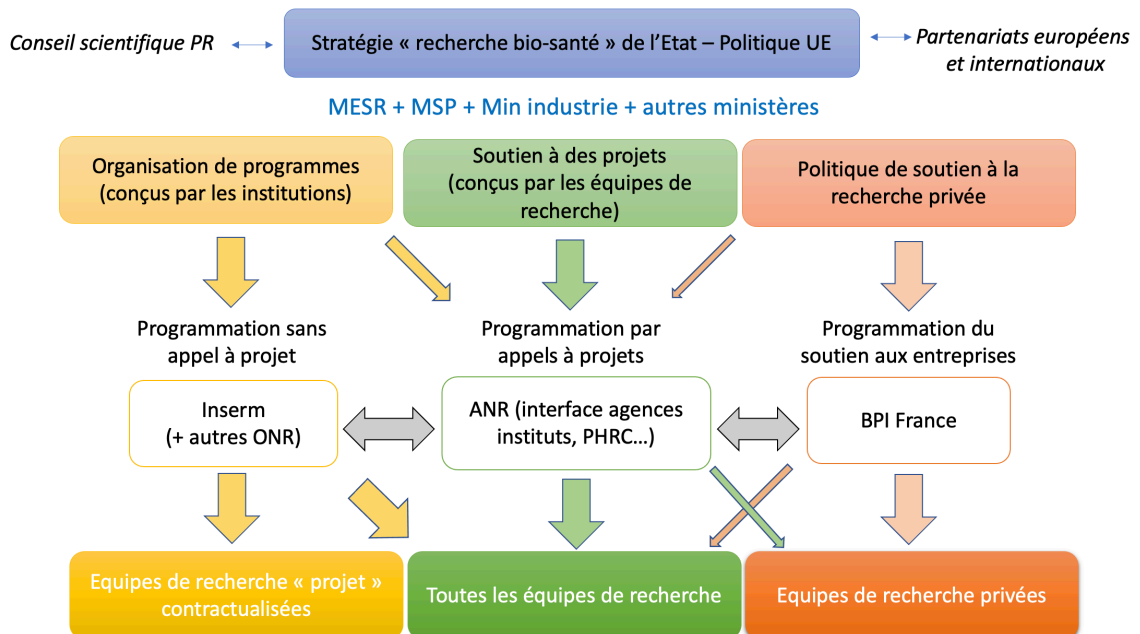 Conseil scientifique PR
Stratégie « recherche bio-santé » de l’Etat – Politique UE
Partenariats européens
et internationaux
MESR + MSP + Min industrie + autres ministères
Organisation de programmes
(conçus par les institutions)
Soutien à des projets
(conçus par les équipes de
recherche)
Politique de soutien à la
recherche privée
Programmation sans
appel à projet
Programmation par
appels à projets
Programmation du
soutien aux entreprises
Inserm
(+ autres ONR)
ANR (interface agences
instituts, PHRC…)
BPI France
Equipes de recherche « projet »
contractualisées
Toutes les équipes de recherche
Equipes de recherche privées